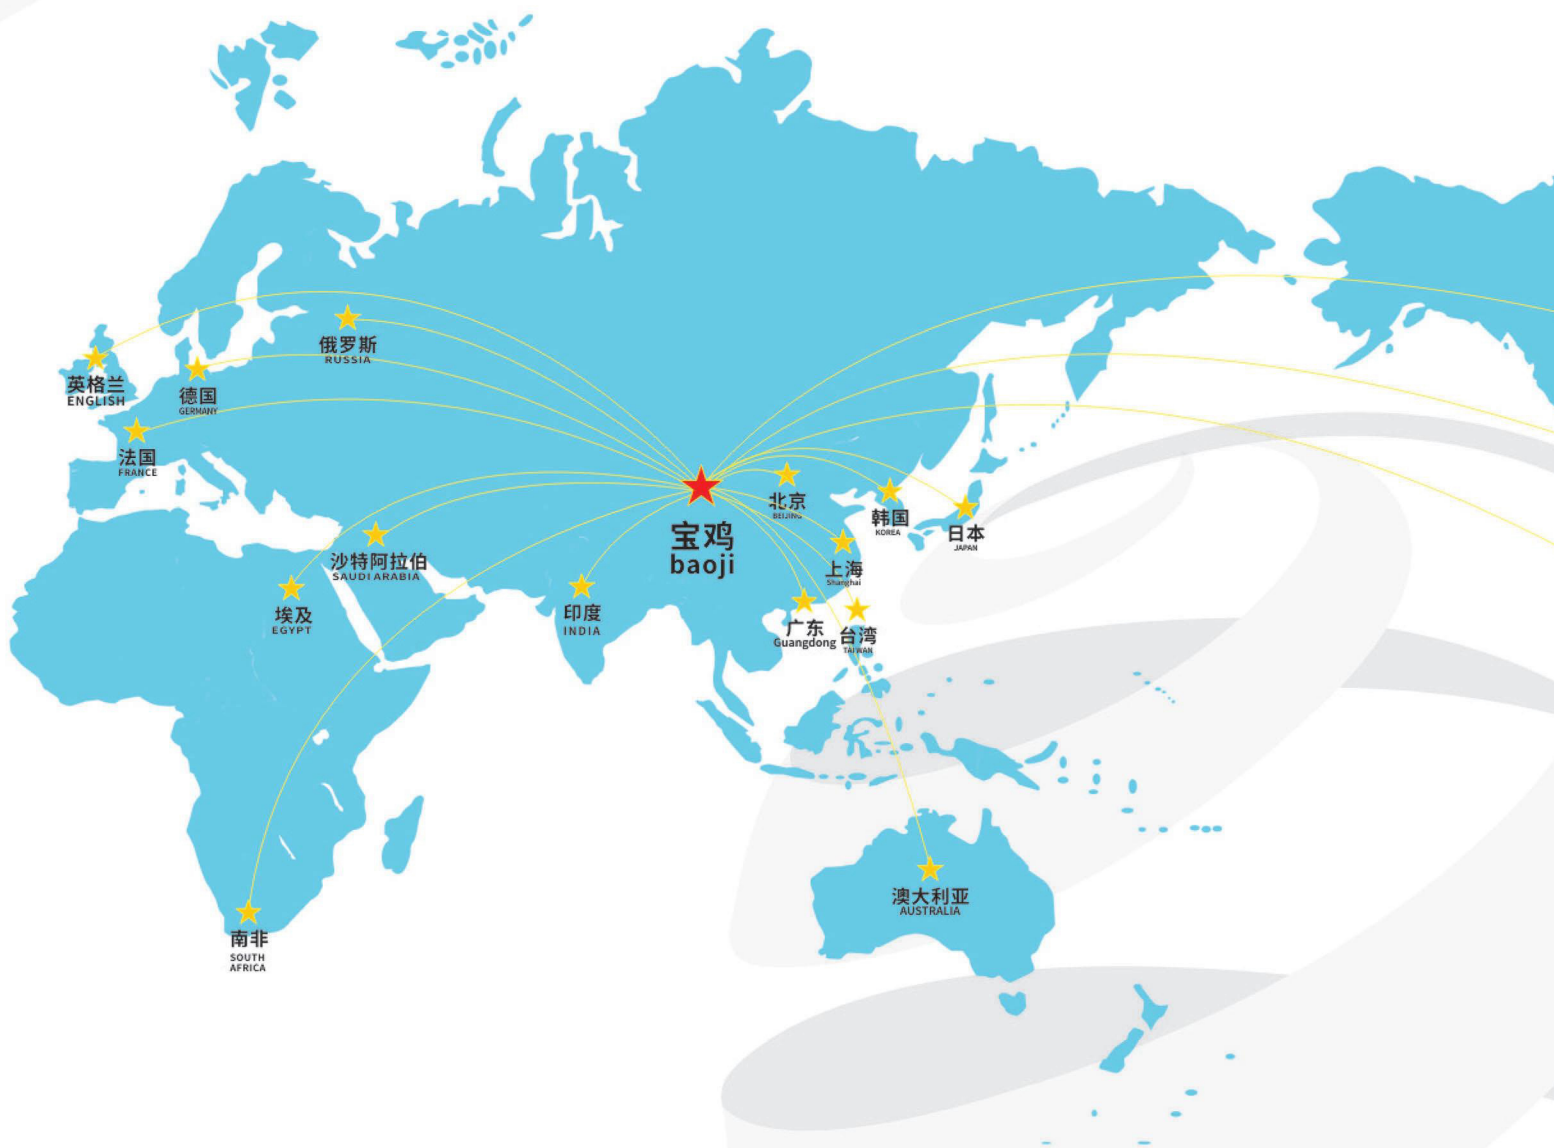 俄罗斯
RUSSIA
英格兰
ENGLISH
德国
GERMANY
法国
FRANCE
北京
BEIJING
韩国
KOREA
日本
JAPAN
宝鸡
baoji
沙特阿拉伯
SAUDI ARABIA
上海
Shanghai
埃及
EGYPT
印度
INDIA
广东
Guangdong
台湾
TAIWAN
澳大利亚
AUSTRALIA
南非
SOUTH
AFRICA